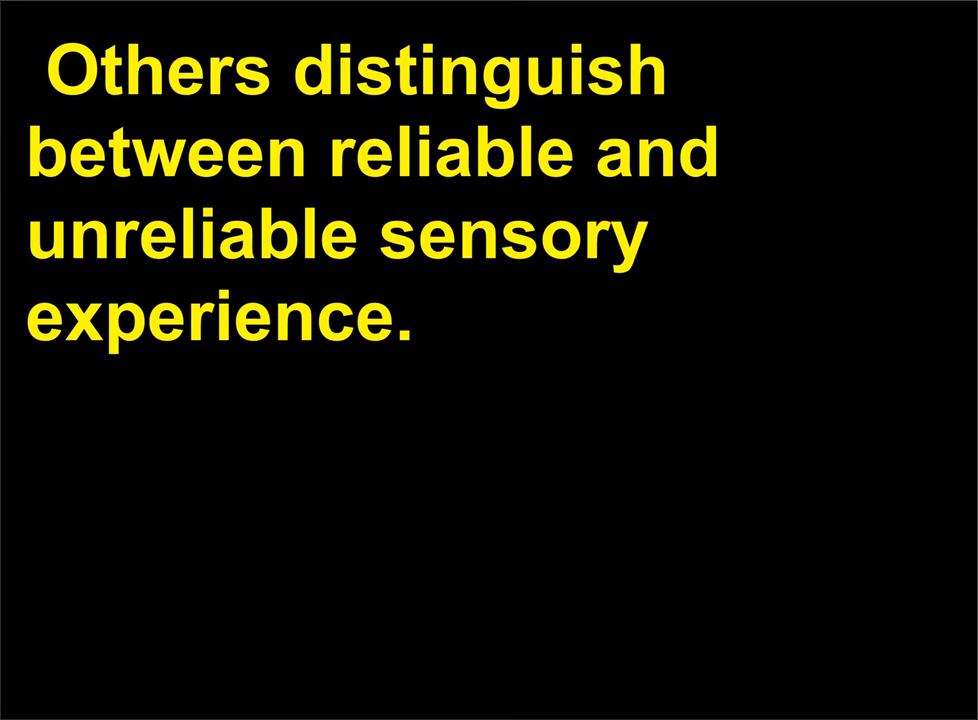 Others distinguish
between reliable and
unreliable sensory
experience.